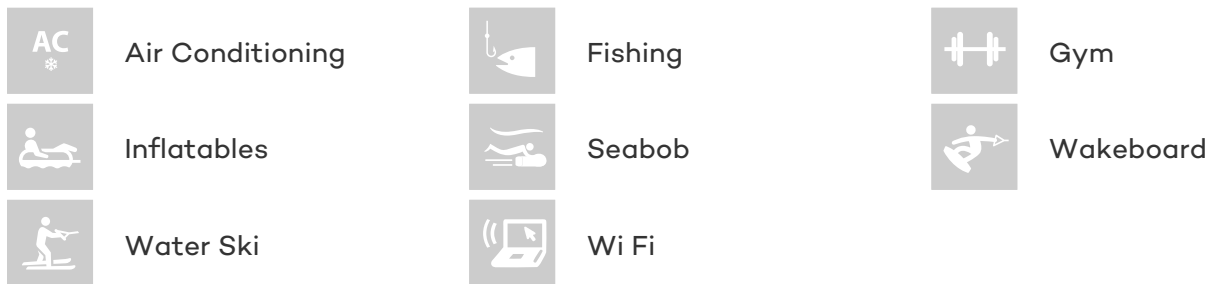 AC
Air Conditioning
Fishing
Gym
Inflatables
Seabob
Wakeboard
Water Ski
Wi Fi